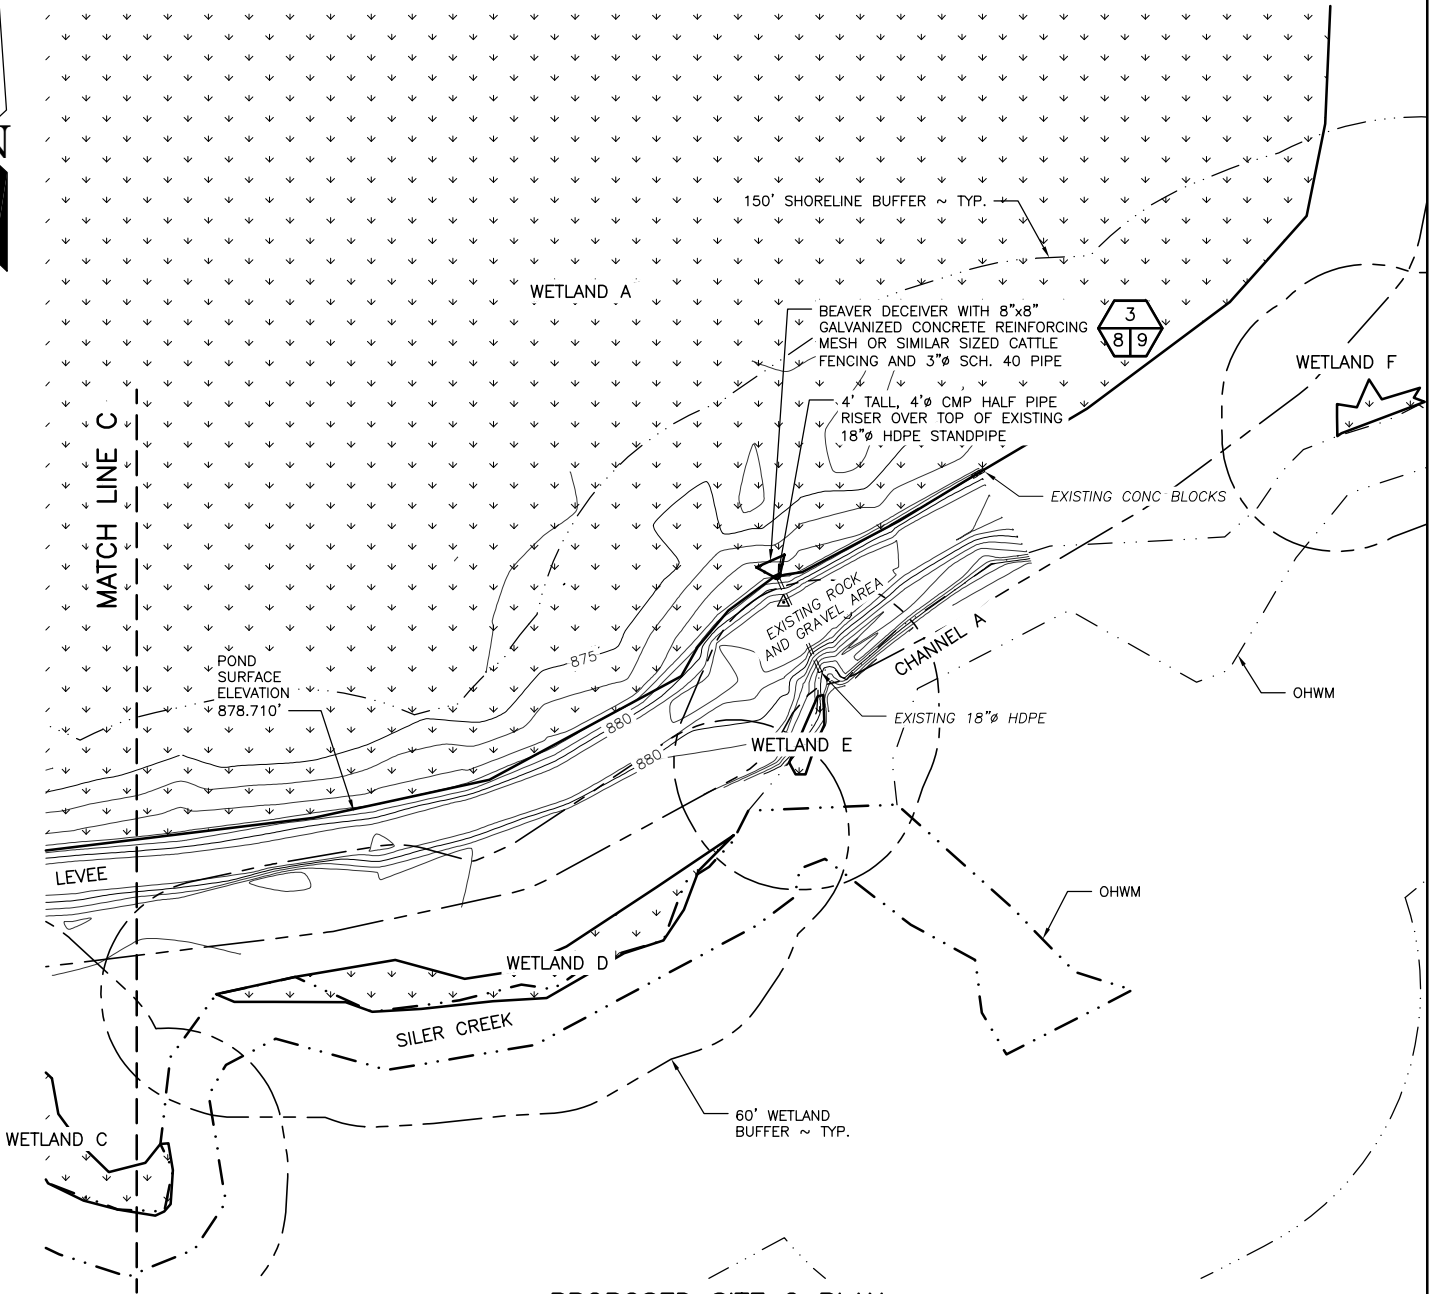 150' SHORELINE BUFFER ~ TYP.
WETLAND A
BEAVER DECEIVER WITH 8"x8"
GALVANIZED CONCRETE REINFORCING
MESH OR SIMILAR SIZED CATTLE
FENCING AND 3"ø SCH. 40 PIPE
3
8 9
WETLAND F
4' TALL, 4'ø CMP HALF PIPE
RISER OVER TOP OF EXISTING
18"ø HDPE STANDPIPE
MATCH LINE C
EXISTING CONC BLOCKS
EXISTING ROCK
AND GRAVEL AREA
CHANNEL A
875
POND
SURFACE
ELEVATION
878.710'
OHWM
880
EXISTING 18"ø HDPE
WETLAND E
880
LEVEE
OHWM
WETLAND D
SILER CREEK
60' WETLAND
BUFFER ~ TYP.
WETLAND C